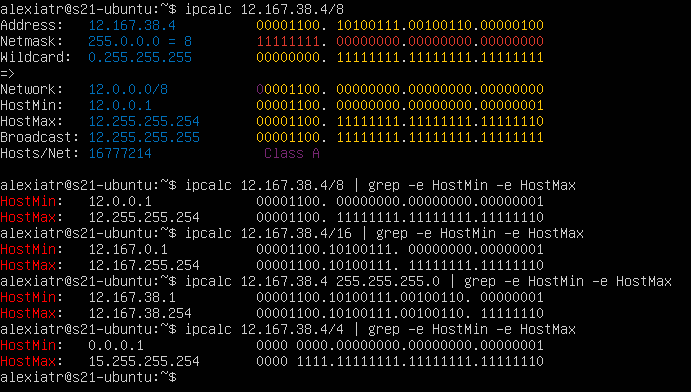 alexiatr@s21-ubuntu:~$ ipcalc 12.167.38.4/8
Address:   12.167.38.4          00001100. 10100111.00100110.00000100
Netmask:   255.0.0.0 = 8        11111111. 00000000.00000000.00000000
Wildcard:  0.255.255.255        00000000. 11111111.11111111.11111111
=>
Network:   12.0.0.0/8           00001100. 00000000.00000000.00000000
HostMin:   12.0.0.1             00001100. 00000000.00000000.00000001
HostMax:   12.255.255.254       00001100. 11111111.11111111.11111110
Broadcast: 12.255.255.255       00001100. 11111111.11111111.11111111
Hosts/Net: 16777214              Class A
alexiatr@s21-ubuntu:~$ ipcalc 12.167.38.4/8 | grep -e HostMin -e HostMax
HostMin:   12.0.0.1             00001100. 00000000.00000000.00000001
HostMax:   12.255.255.254       00001100. 11111111.11111111.11111110
alexiatr@s21-ubuntu:~$ ipcalc 12.167.38.4/16 | grep -e HostMin -e HostMax
HostMin:   12.167.0.1           00001100.10100111. 00000000.00000001
HostMax:   12.167.255.254       00001100.10100111. 11111111.11111110
alexiatr@s21-ubuntu:~$ ipcalc 12.167.38.4 255.255.255.0 | grep -e HostMin -e HostMax
HostMin:   12.167.38.1          00001100.10100111.00100110. 00000001
HostMax:   12.167.38.254        00001100.10100111.00100110. 11111110
alexiatr@s21-ubuntu:~$ ipcalc 12.167.38.4/4 | grep -e HostMin -e HostMax
HostMin:   0.0.0.1              0000 0000.00000000.00000000.00000001
HostMax:   15.255.255.254       0000 1111.11111111.11111111.11111110
alexiatr@s21-ubuntu:~$